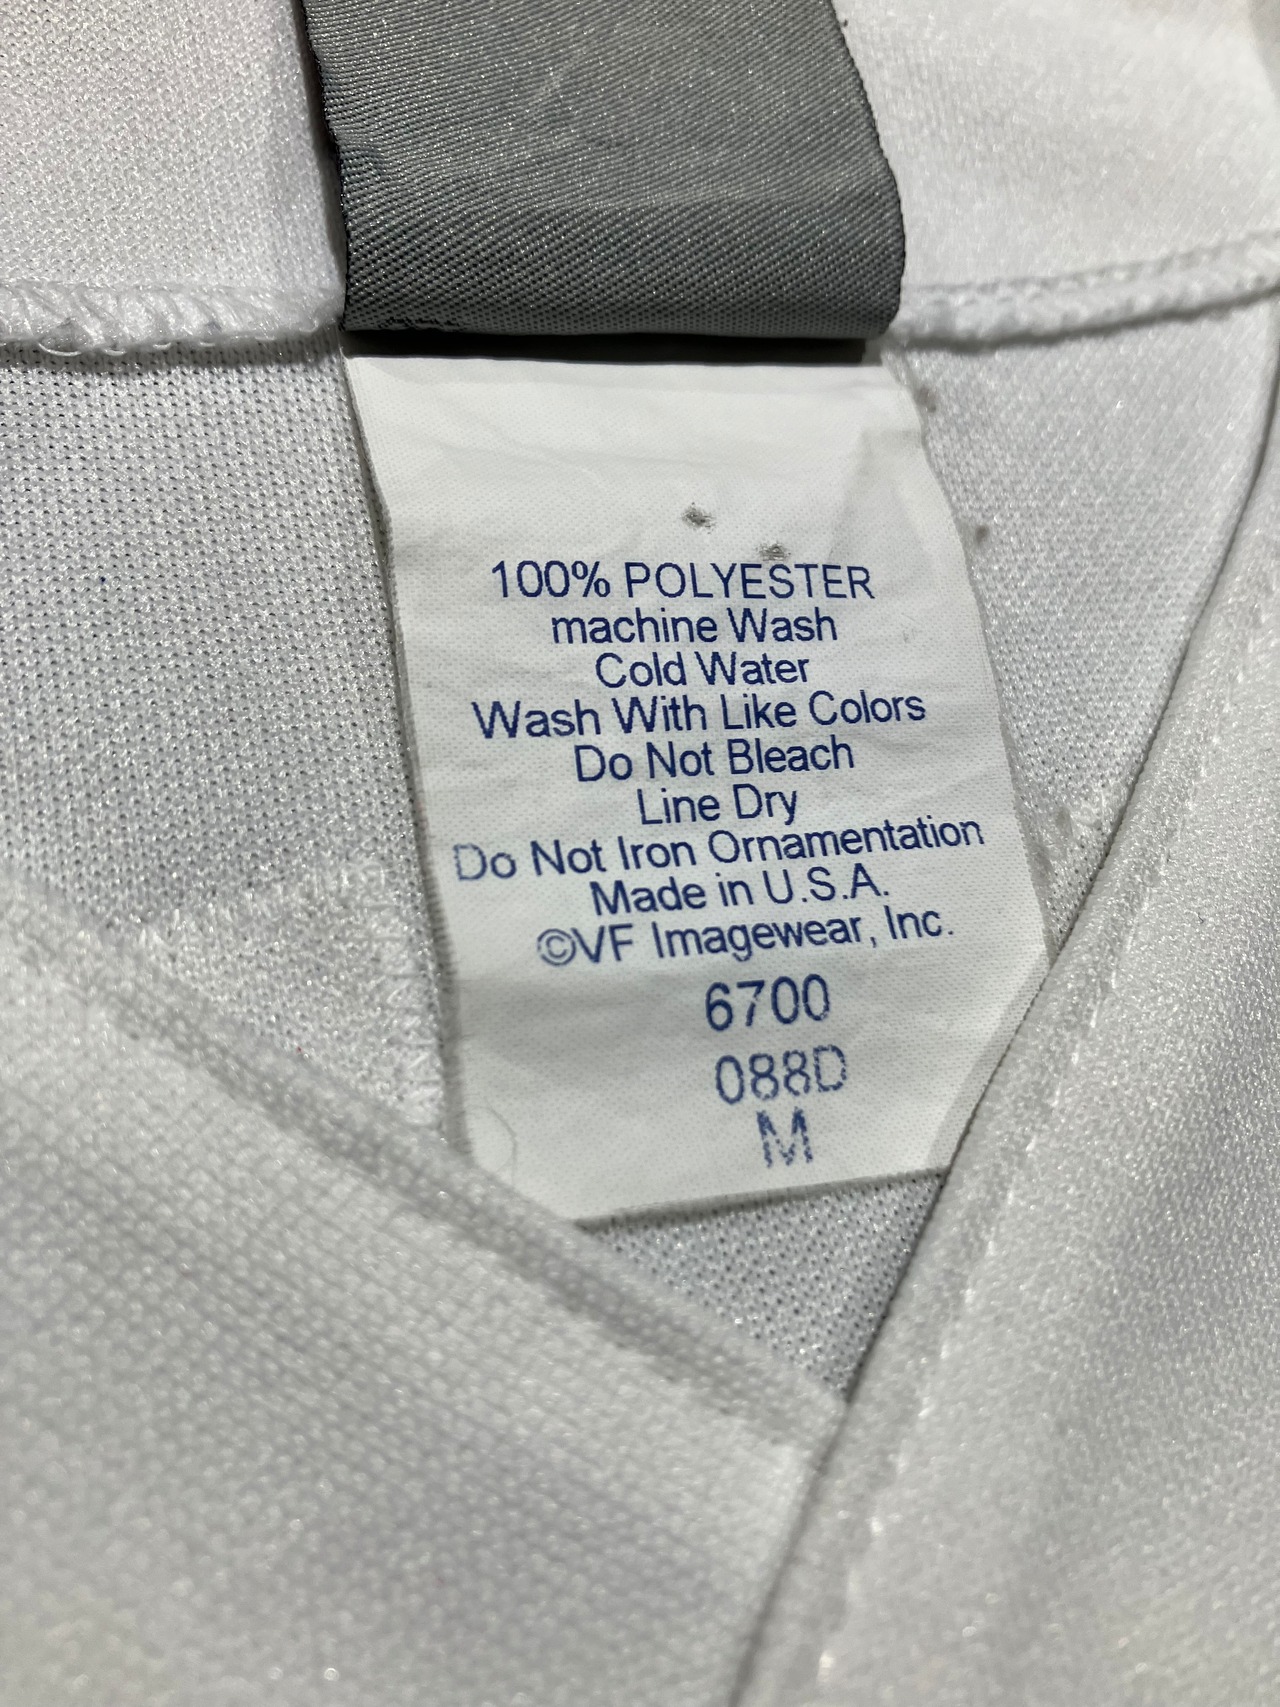 100% POLYESTER
machine Wash
Cold Water
Wash With Like Colors
Do Not Bleach
Line Dry
Do Not Iron Ornamentation
Made in U.S.A.
©VF Imagewear, Inc.
6700
088D
M